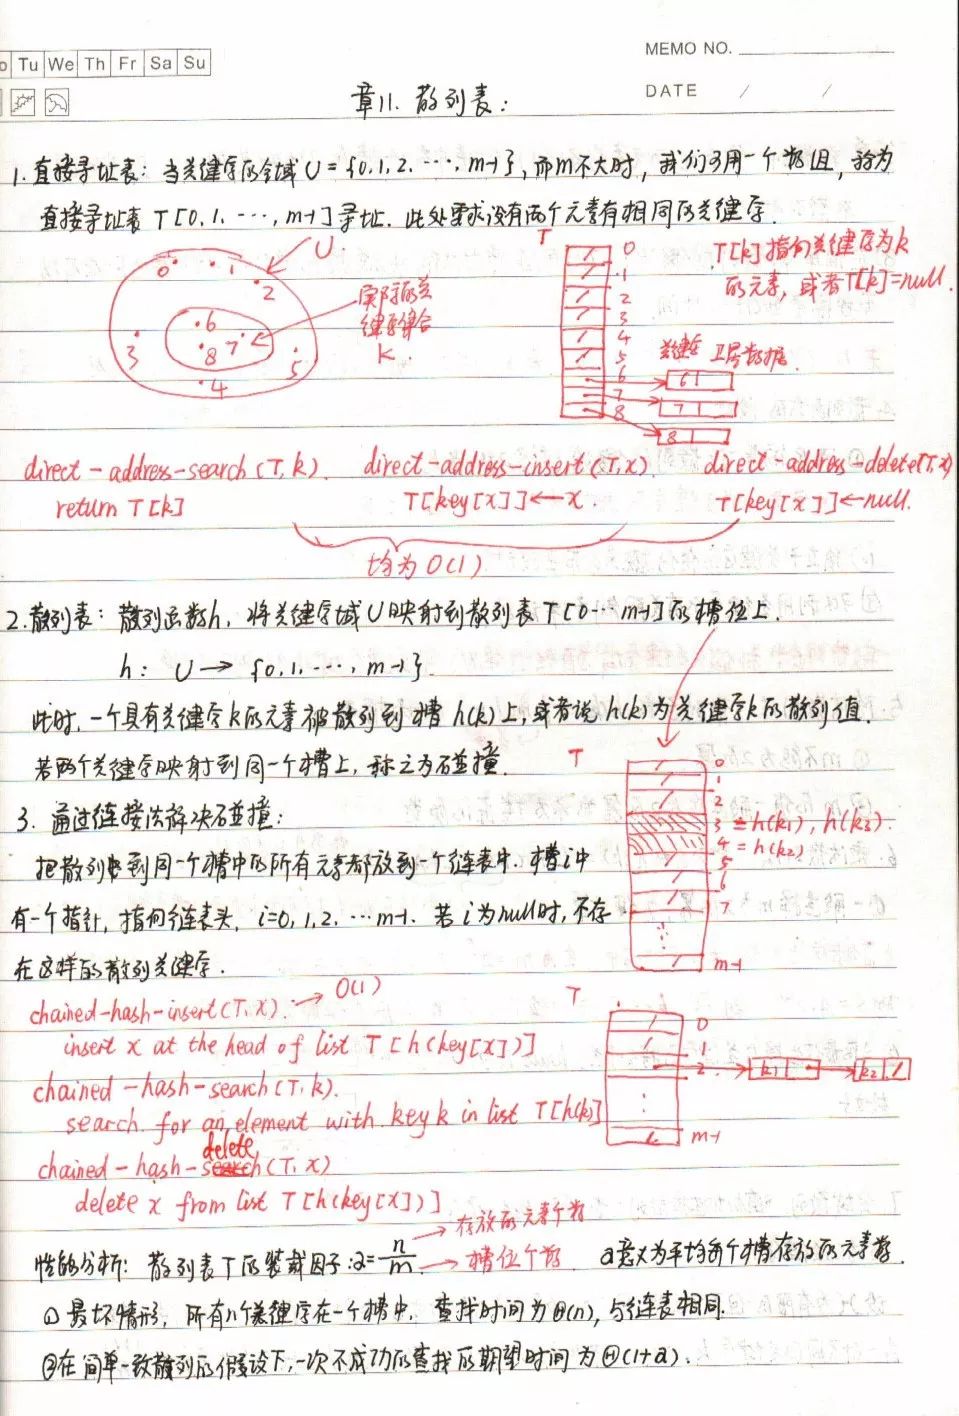 MEMO NO.
Tu We Th Fr Sa Su
DATE / /
章11. 散列表:
1. 直接寻址表: 当关键字的全域 U = {0,1,2,…,m-1}, 而m不大时, 我们可用一个数组, 称为
直接寻址表 T[0,1,…,m-1]寻址. 此处要求没有两个元素有相同的关键字.
U.
0 1 2 3 4 5 6 7 8
实际的关
键字集合
K
T
0
1
2
3
4
5
6
7
8
T[k]指向关键字为k
的元素, 或者T[k]=null.
关键字 卫星数据
6
7
8
direct-address-search(T,k). direct-address-insert(T,x) direct-address-delete(T,x)
return T[k] T[key[x]]←x. T[key[x]]←null.
均为 O(1)
2. 散列表: 散列函数h, 将关键字域U映射到散列表T[0…m-1]的槽位上.
h: U → {0,1,…,m-1}.
此时, 一个具有关键字k的元素被散列到槽h(k)上, 或者说h(k)为关键字k的散列值.
若两个关键字映射到同一个槽上, 称之为碰撞.
T
0
1
2
3 = h(k1), h(k3).
4 = h(k2)
5
6
7
m-1
3. 通过链接法解决碰撞:
把散列到同一个槽中的所有元素都放到一个链表中. 槽i中
有一个指针, 指向链表头, i=0,1,2,…m-1. 若i为null时, 不存
在这样的散列关键字.
chained-hash-insert(T,x). → O(1)
insert x at the head of list T[h(key[x])]
chained-hash-search(T,k).
search for an element with key k in list T[h(k)]
chained-hash-delete(T,x)
delete x from list T[h(key[x])]
T
0
1
2 k1 k2
m-1
性能分析: 散列表T的装载因子: α = n/m α意义为平均每个槽存放的元素数.
→ 存放的元素个数
→ 槽位个数
① 最坏情形, 所有n个关键字在一个槽中, 查找时间为Θ(n), 与链表相同.
②在简单一致散列的假设下, 一次不成功的查找的期望时间为Θ(1+α).